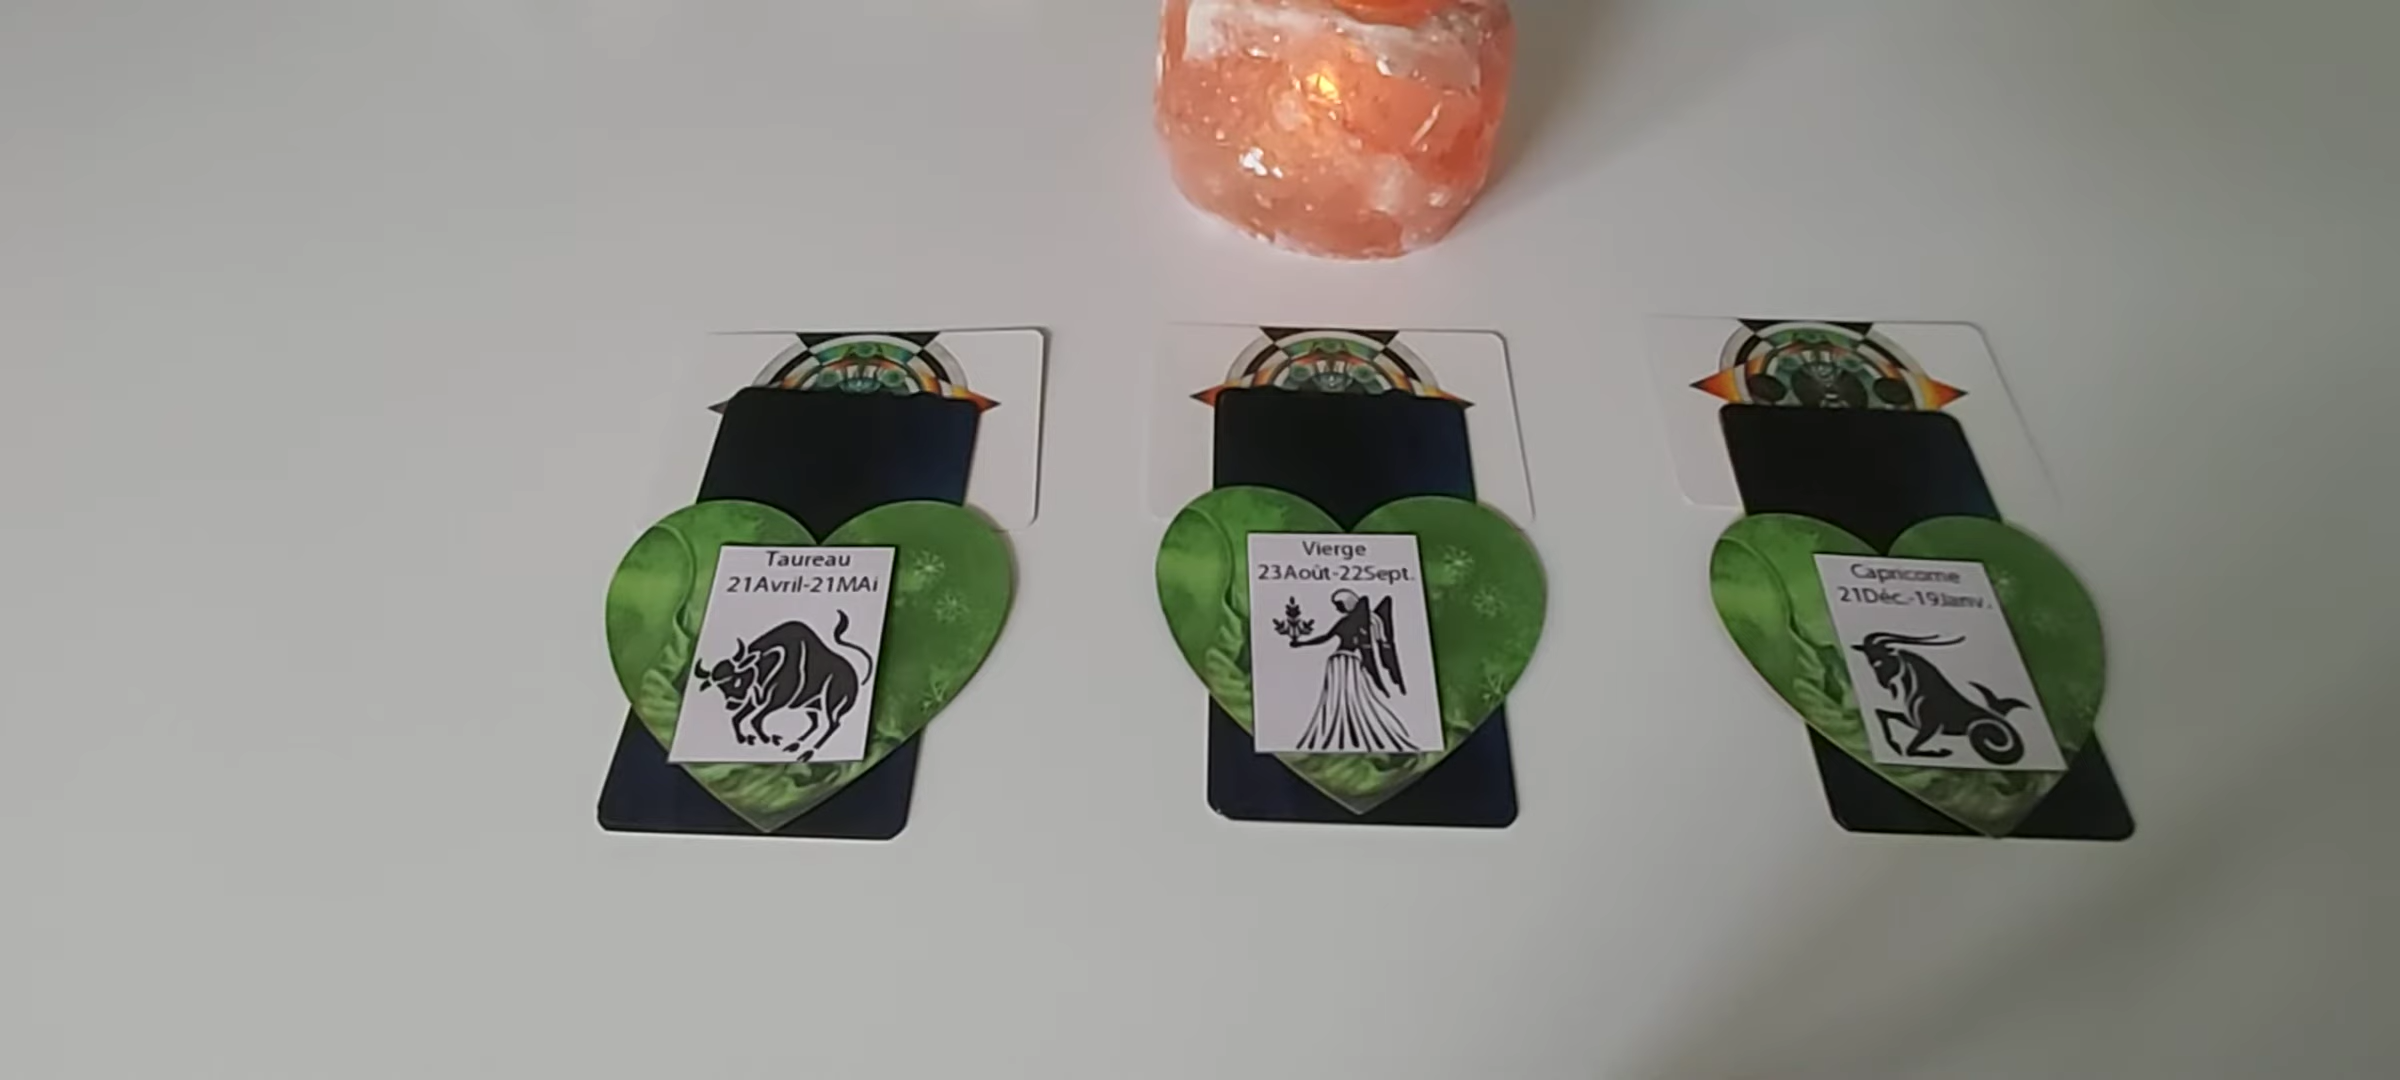 Taureau
21Avril-21MAi
Vierge
23Août-22Sept.
Capricorne
21Déc.-19Janv.